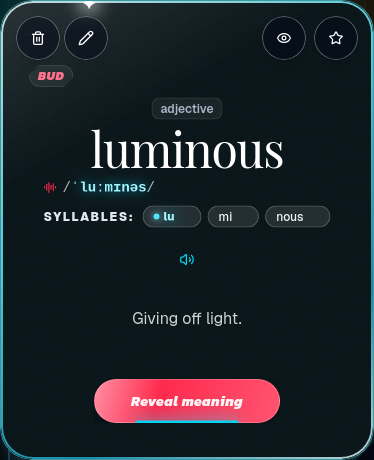 BUD
adjective
luminous
/ˈluːmɪnəs/
SYLLABLES: lu mi nous
Giving off light.
Reveal meaning